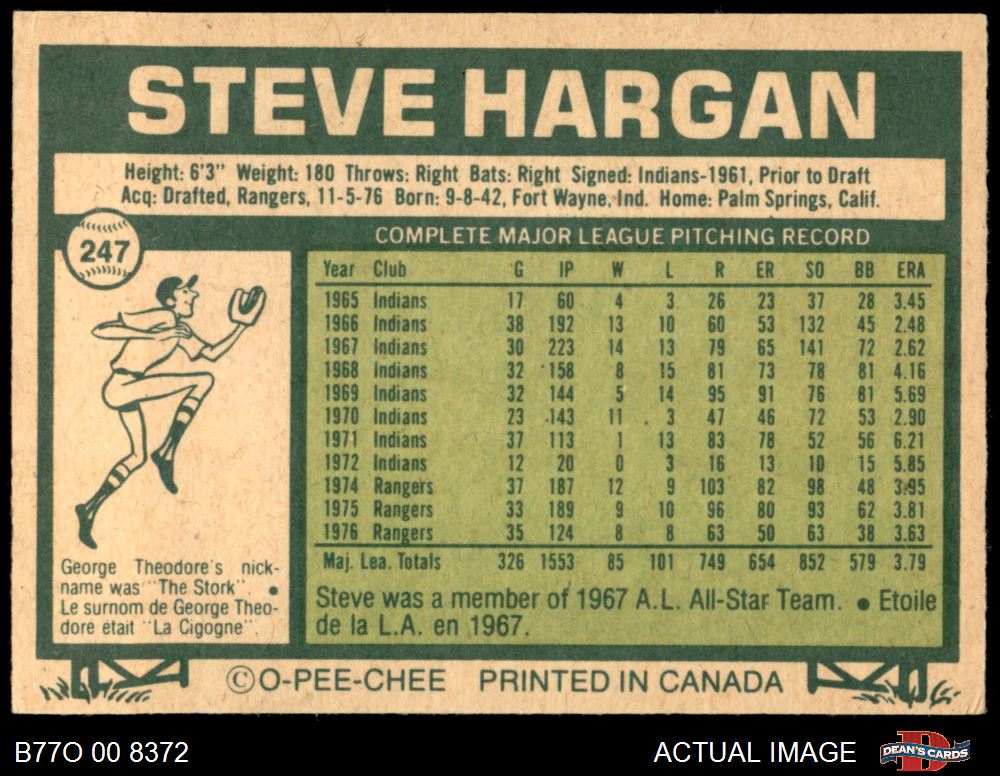 STEVE HARGAN
Height: 6'3" Weight: 180 Throws: Right Bats: Right Signed: Indians-1961, Prior to Draft
Acq: Drafted, Rangers, 11-5-76 Born: 9-8-42, Fort Wayne, Ind. Home: Palm Springs, Calif.
247
COMPLETE MAJOR LEAGUE PITCHING RECORD
Year Club G IP W L R ER SO BB ERA
1965 Indians 17 60 4 3 26 23 37 28 3.45
1966 Indians 38 192 13 10 60 53 132 45 2.48
1967 Indians 30 223 14 13 79 65 141 72 2.62
1968 Indians 32 158 8 15 81 73 78 81 4.16
1969 Indians 32 144 5 14 95 91 76 81 5.69
1970 Indians 23 143 11 3 47 46 72 53 2.90
1971 Indians 37 113 1 13 83 78 52 56 6.21
1972 Indians 12 20 0 3 16 13 10 15 5.85
1974 Rangers 37 187 12 9 103 82 98 48 3.95
1975 Rangers 33 189 9 10 96 80 93 62 3.81
1976 Rangers 35 124 8 8 63 50 63 38 3.63
Maj. Lea. Totals 326 1553 85 101 749 654 852 579 3.79
George Theodore's nick-
name was "The Stork" •
Le surnom de George Theo-
dore était "La Cigogne".
Steve was a member of 1967 A.L. All-Star Team. • Etoile
de la L.A. en 1967.
©O-PEE-CHEE PRINTED IN CANADA
B77O 00 8372
ACTUAL IMAGE
D
DEAN'S CARDS